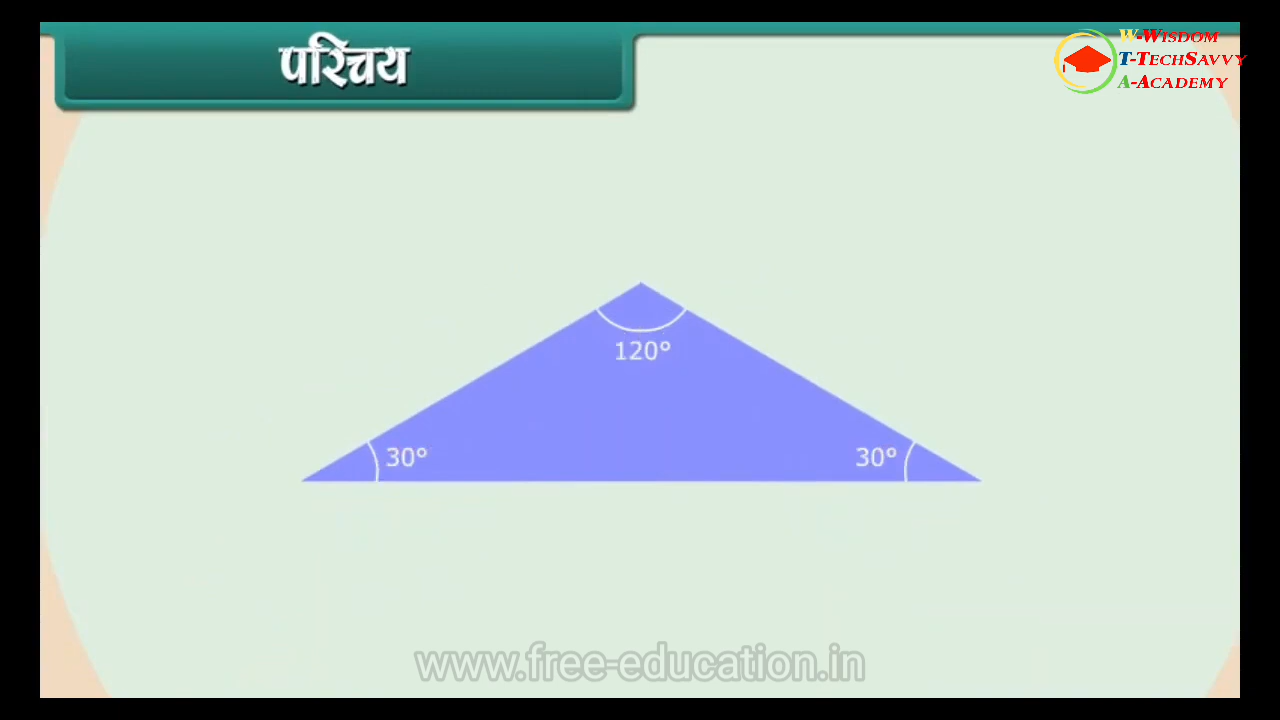 परिचय
W-WISDOM
T-TECHSAVVY
A-ACADEMY
120°
30°
30°
www.free-education.in